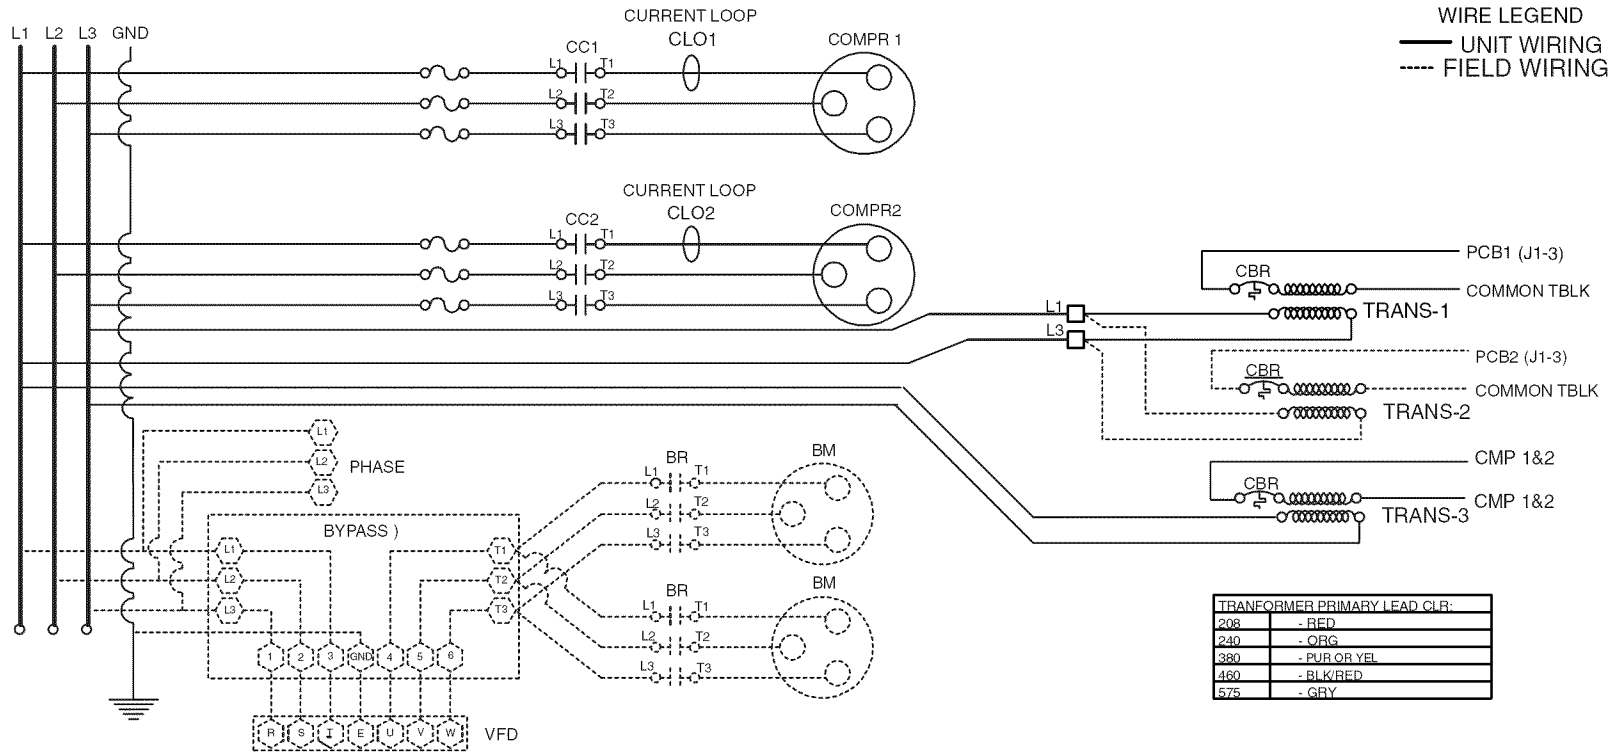 L1 L2 L3 GND
CURRENT LOOP
CLO1
CC1
L1 T1
L2 T2
L3 T3
COMPR 1
WIRE LEGEND
UNIT WIRING
FIELD WIRING
CURRENT LOOP
CLO2
CC2
L1 T1
L2 T2
L3 T3
COMPR2
PCB1 (J1-3)
CBR
COMMON TBLK
L1
TRANS-1
L3
PCB2 (J1-3)
CBR
COMMON TBLK
TRANS-2
CMP 1&2
CBR
CMP 1&2
TRANS-3
L1
L2
L3
PHASE
BYPASS )
L1
L2
L3
T1
T2
T3
1 2 3 GND 4 5 6
R S T E U V W
VFD
BR
L1 T1
L2 T2
L3 T3
BM
BR
L1 T1
L2 T2
L3 T3
BM
TRANFORMER PRIMARY LEAD CLR:
208 - RED
240 - ORG
380 - PUR OR YEL
460 - BLK/RED
575 - GRY